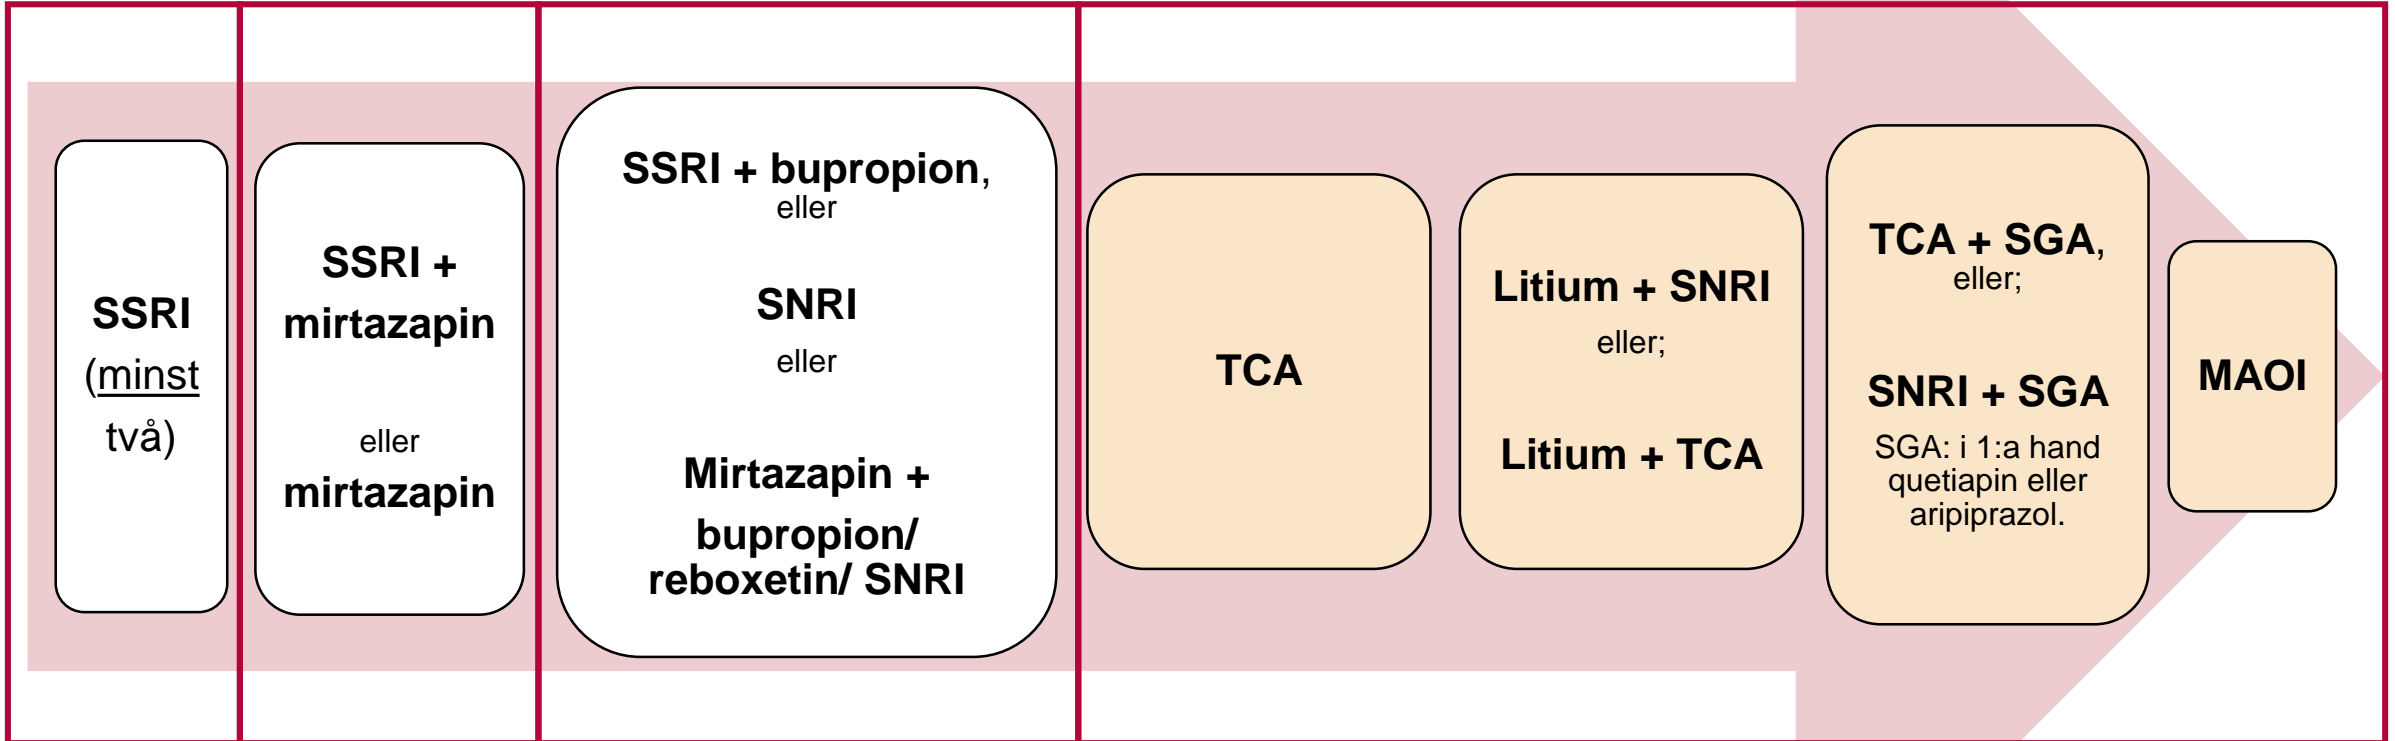 SSRI
(minst
två)
SSRI +
mirtazapin
eller
mirtazapin
SSRI + bupropion,
eller
SNRI
eller
Mirtazapin +
bupropion/
reboxetin/ SNRI
TCA
Litium + SNRI
eller;
Litium + TCA
TCA + SGA,
eller;
SNRI + SGA
SGA: i 1:a hand
quetiapin eller
aripiprazol.
MAOI